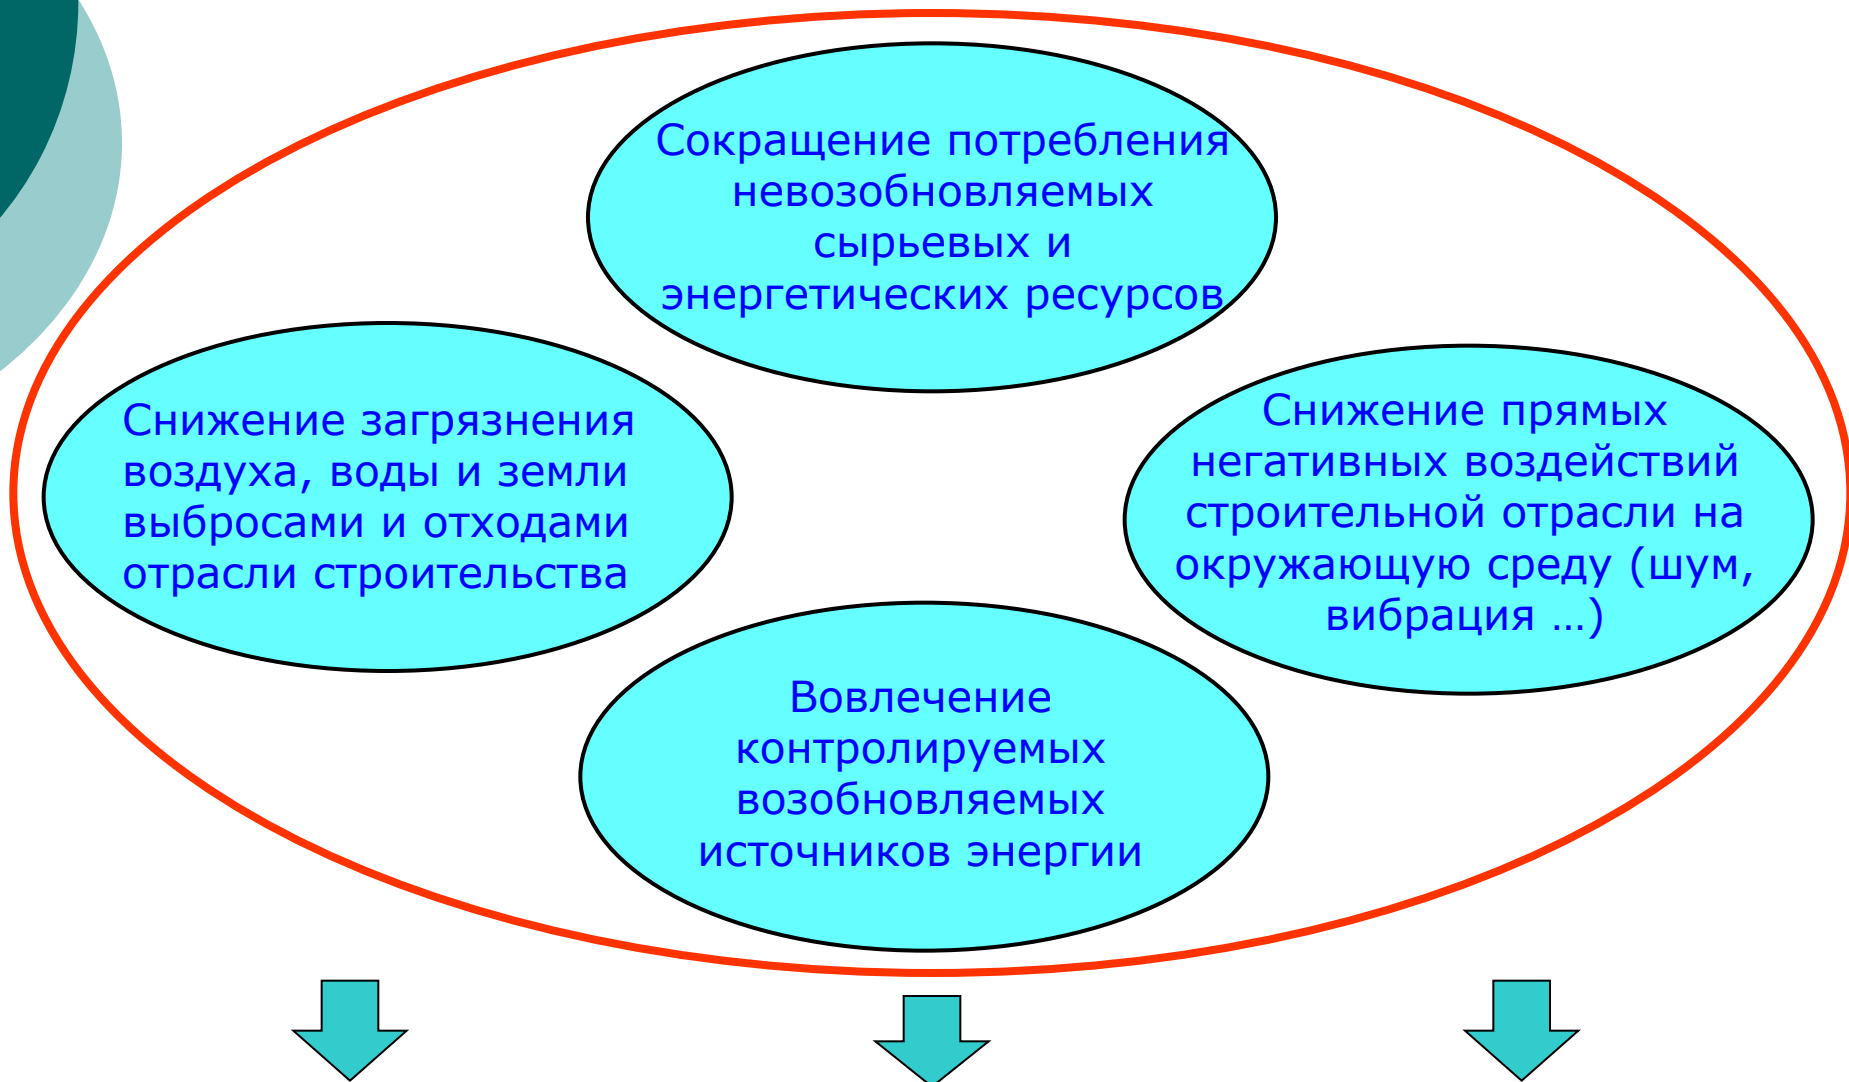 Сокращение потребления
невозобновляемых
сырьевых и
энергетических ресурсов
Снижение загрязнения
воздуха, воды и земли
выбросами и отходами
отрасли строительства
Снижение прямых
негативных воздействий
строительной отрасли на
окружающую среду (шум,
вибрация …)
Вовлечение
контролируемых
возобновляемых
источников энергии